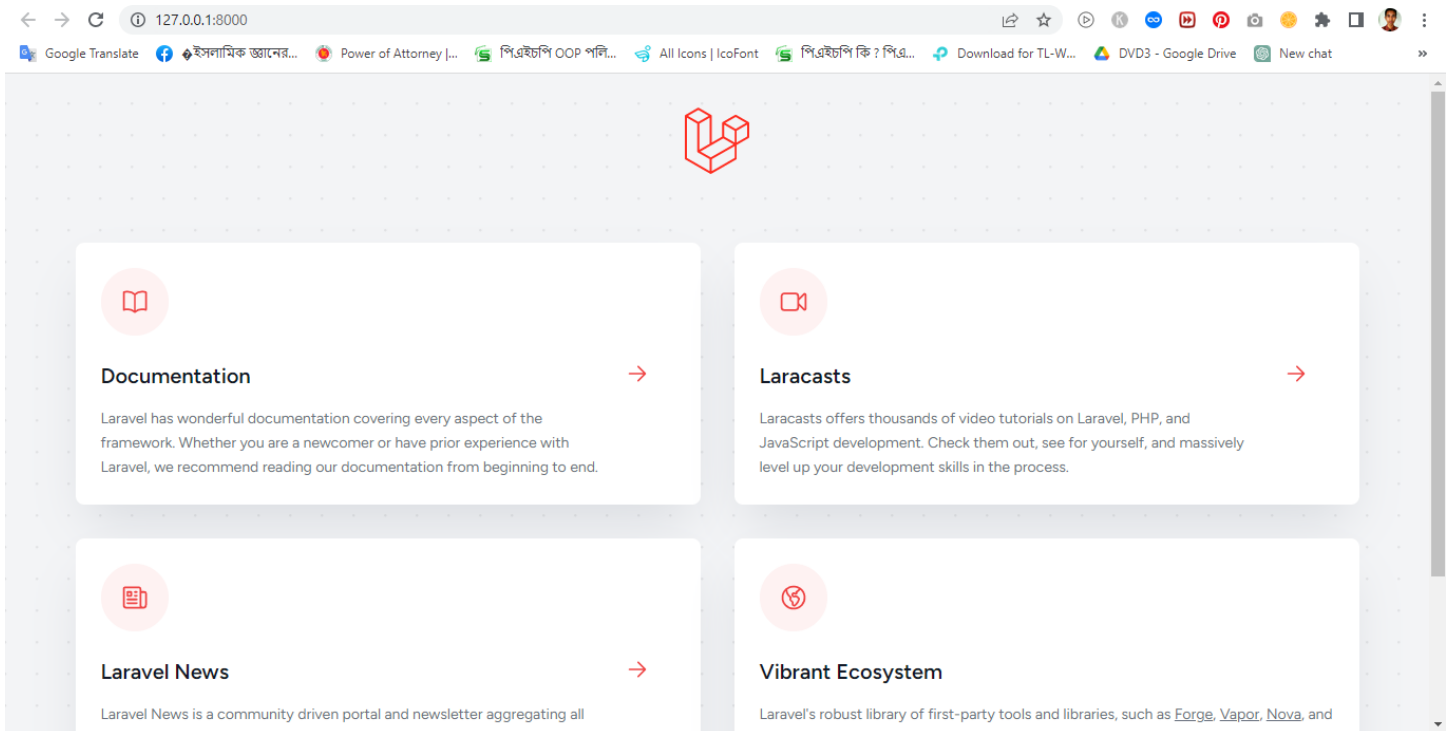 127.0.0.1:8000
Google Translate �ইসলামিক জ্ঞানের... Power of Attorney |... পিএইচপি OOP পলি... All Icons | IcoFont পিএইচপি কি ? পিএ... Download for TL-W... DVD3 - Google Drive New chat »
Documentation
Laravel has wonderful documentation covering every aspect of the
framework. Whether you are a newcomer or have prior experience with
Laravel, we recommend reading our documentation from beginning to end.
Laracasts
Laracasts offers thousands of video tutorials on Laravel, PHP, and
JavaScript development. Check them out, see for yourself, and massively
level up your development skills in the process.
Laravel News
Laravel News is a community driven portal and newsletter aggregating all
Vibrant Ecosystem
Laravel's robust library of first-party tools and libraries, such as Forge, Vapor, Nova, and